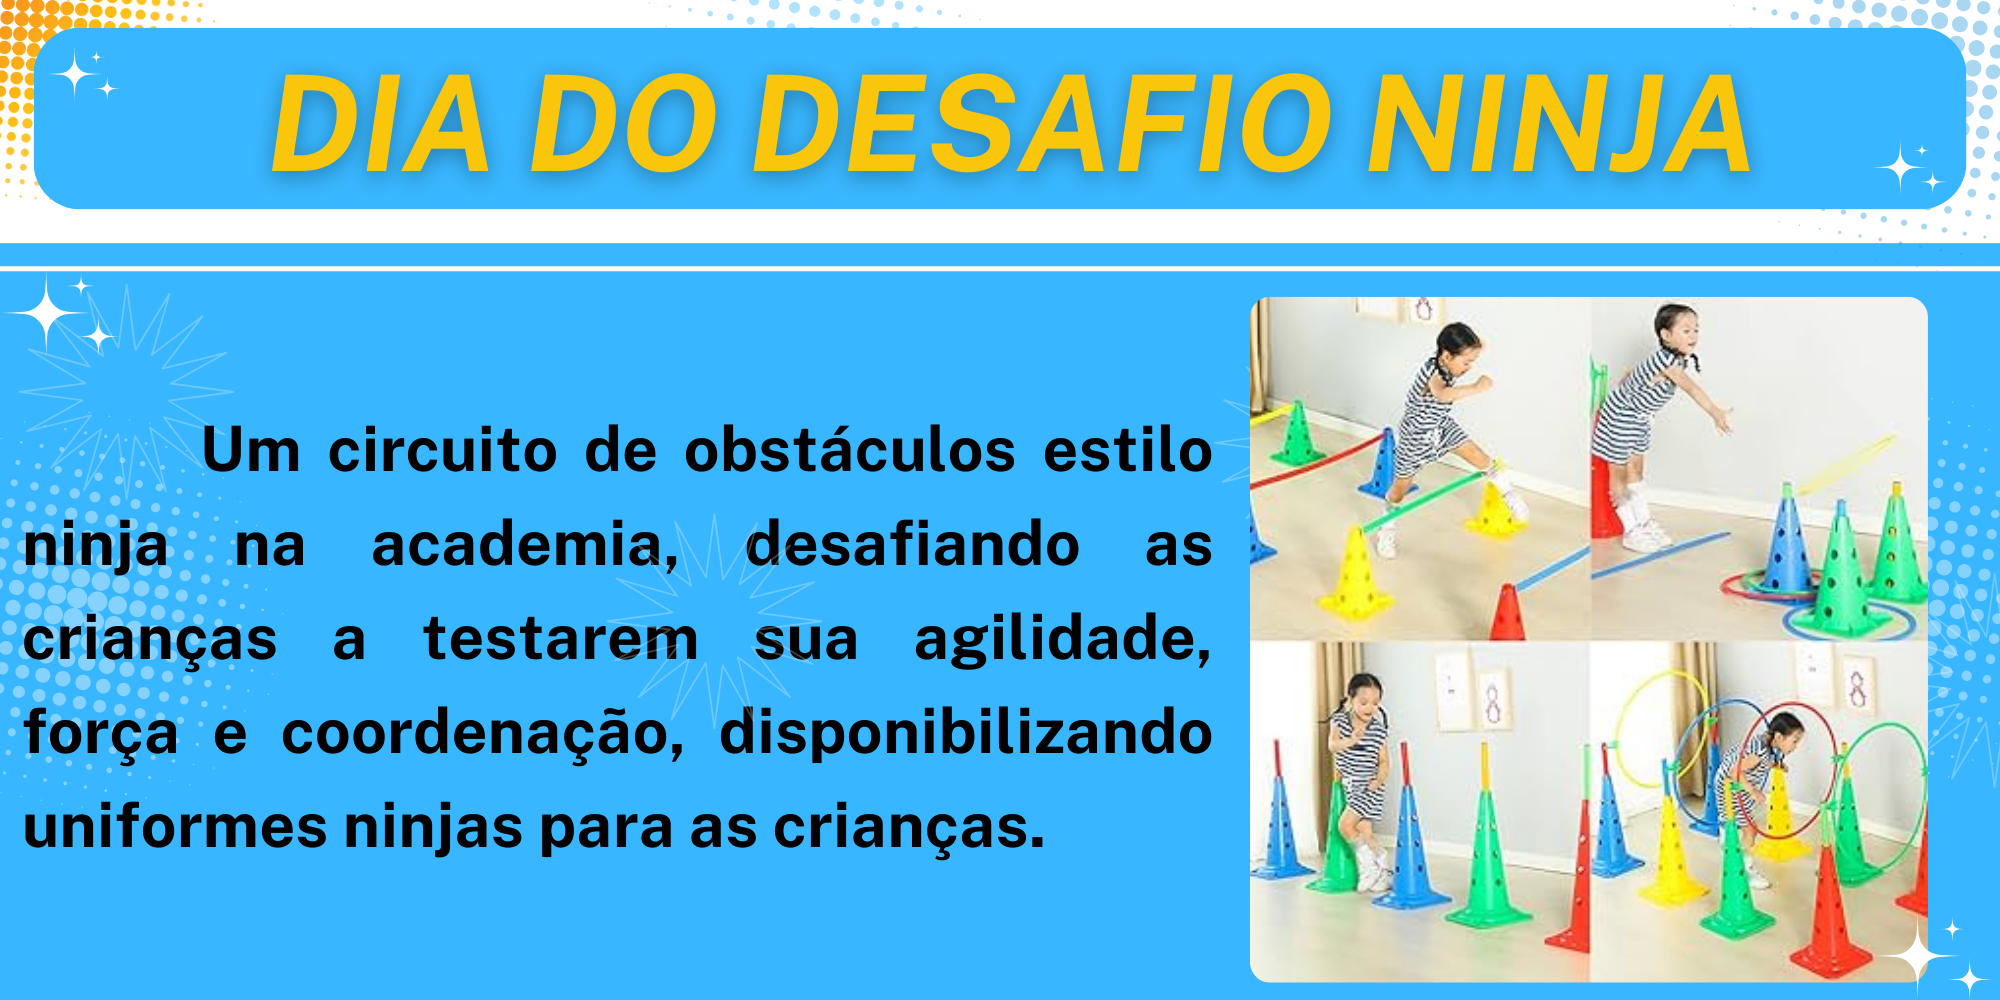 DIA DO DESAFIO NINJA
Um circuito de obstáculos estilo
ninja na academia, desafiando as
crianças a testarem sua agilidade,
força e coordenação, disponibilizando
uniformes ninjas para as crianças.